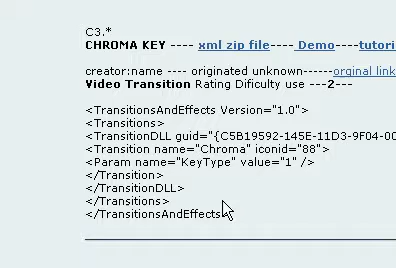 C3.*
CHROMA KEY ---- xml zip file---- Demo----tutori
creator:name ---- originated unknown------orginal link
Video Transition Rating Dificulty use ---2---
<TransitionsAndEffects Version="1.0">
<Transitions>
<TransitionDLL guid="{C5B19592-145E-11D3-9F04-00
<Transition name="Chroma" iconid="88">
<Param name="KeyType" value="1" />
</Transition>
</TransitionDLL>
</Transitions>
</TransitionsAndEffects